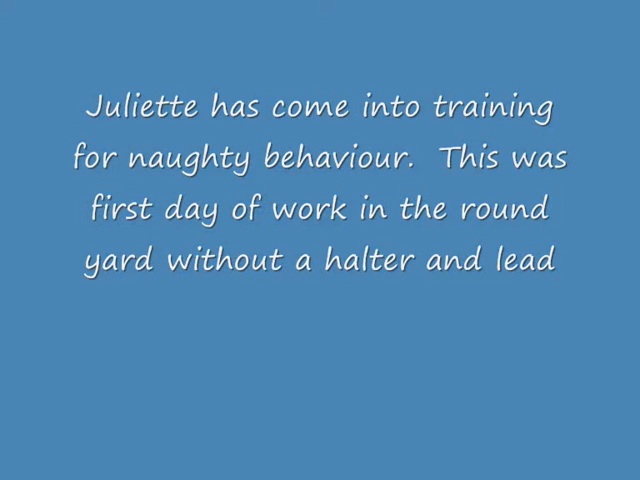 Juliette has come into training
for naughty behaviour.  This was
first day of work in the round
yard without a halter and lead